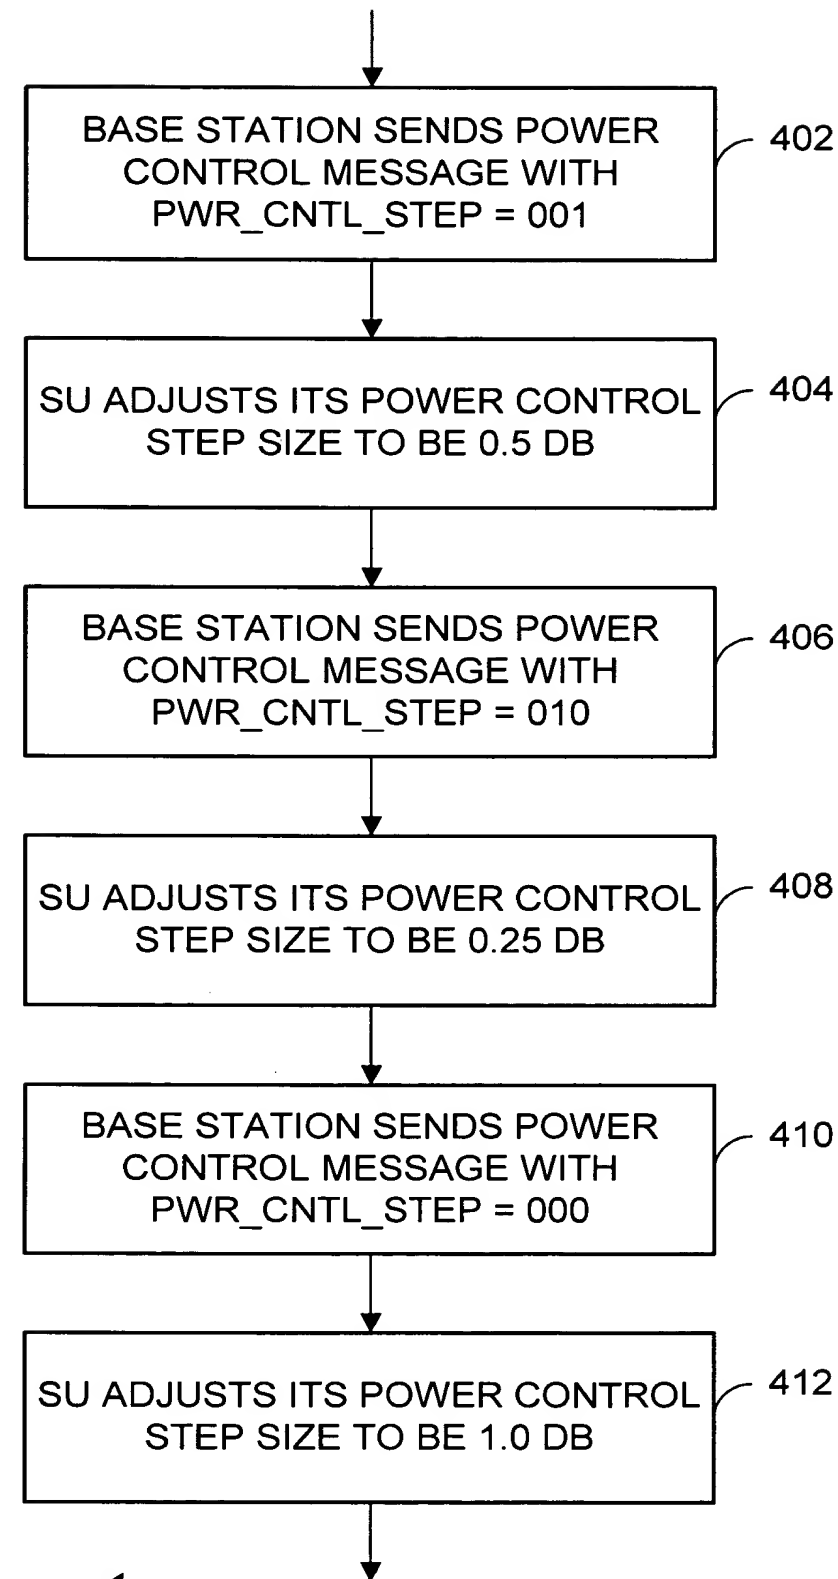 BASE STATION SENDS POWER
CONTROL MESSAGE WITH
PWR_CNTL_STEP = 001
402
SU ADJUSTS ITS POWER CONTROL
STEP SIZE TO BE 0.5 DB
404
BASE STATION SENDS POWER
CONTROL MESSAGE WITH
PWR_CNTL_STEP = 010
406
SU ADJUSTS ITS POWER CONTROL
STEP SIZE TO BE 0.25 DB
408
BASE STATION SENDS POWER
CONTROL MESSAGE WITH
PWR_CNTL_STEP = 000
410
SU ADJUSTS ITS POWER CONTROL
STEP SIZE TO BE 1.0 DB
412